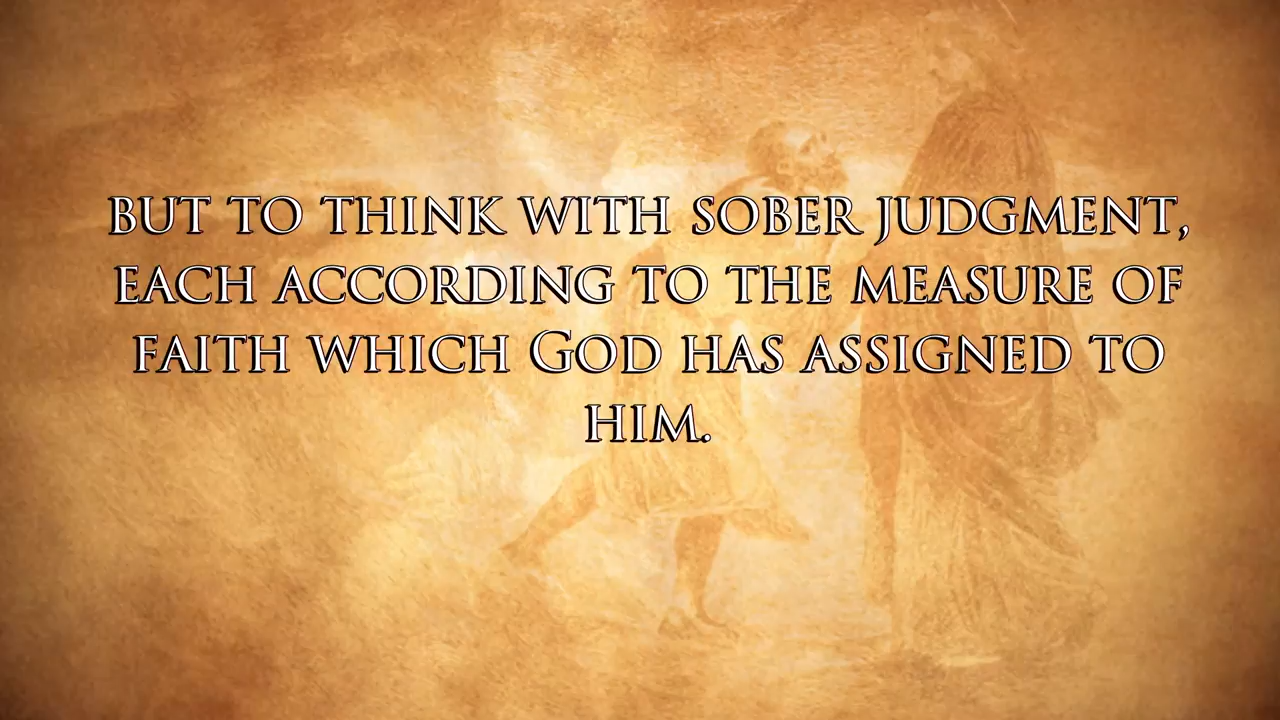 BUT TO THINK WITH SOBER JUDGMENT,
EACH ACCORDING TO THE MEASURE OF
FAITH WHICH GOD HAS ASSIGNED TO
HIM.